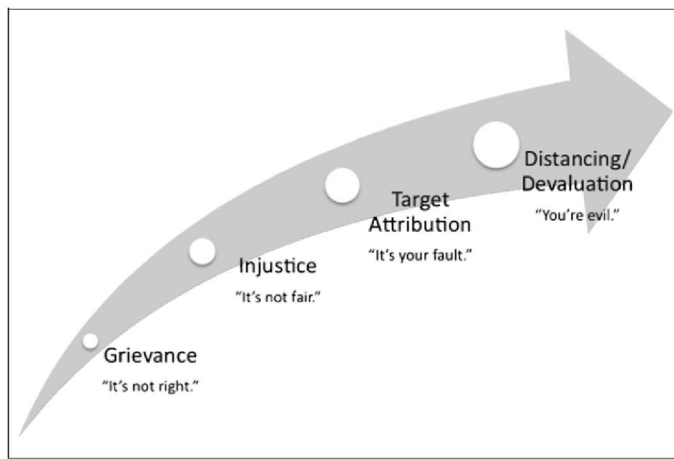 Grievance
“It’s not right.”
Injustice
“It’s not fair.”
Target
Attribution
“It’s your fault.”
Distancing/
Devaluation
“You’re evil.”